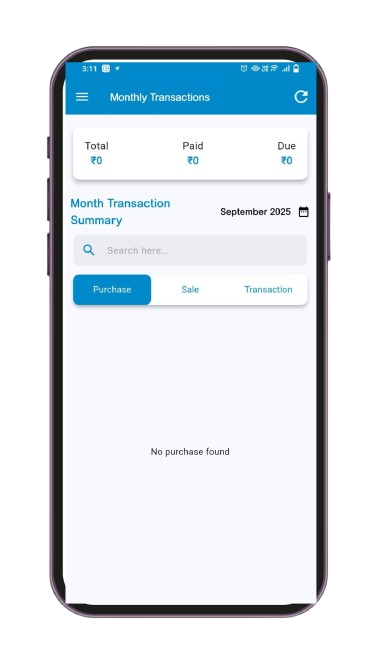 3:11
Monthly Transactions
Total Paid Due
₹0 ₹0 ₹0
Month Transaction
Summary
September 2025
Search here...
Purchase Sale Transaction
No purchase found